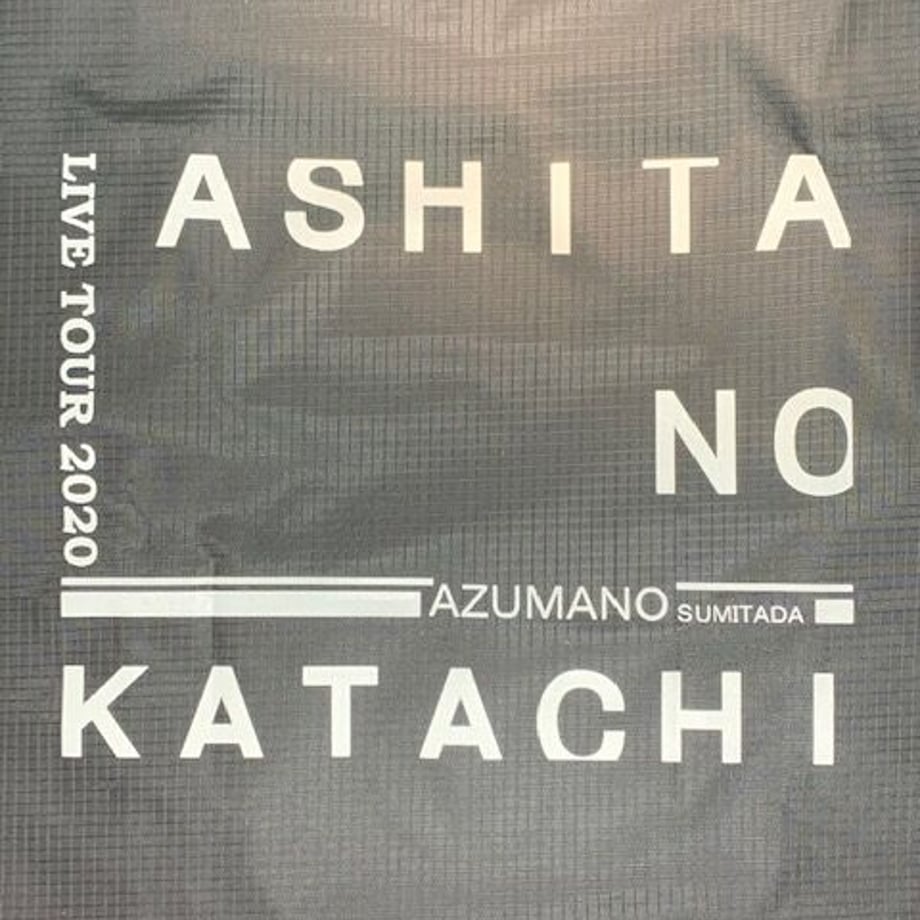 LIVE TOUR 2020
ASHITA
NO
AZUMANO SUMITADA
KATACHI